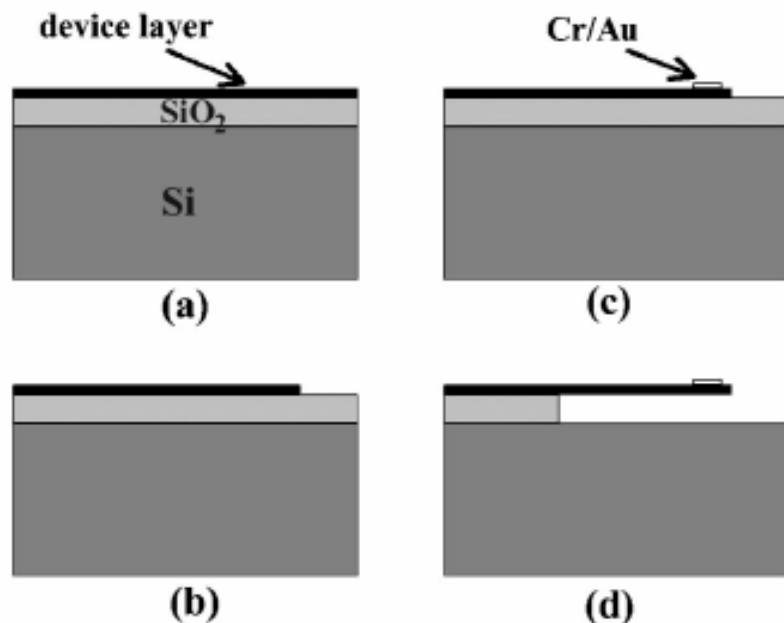 device layer
SiO₂
Si
(a)
Cr/Au
(c)
(b)
(d)